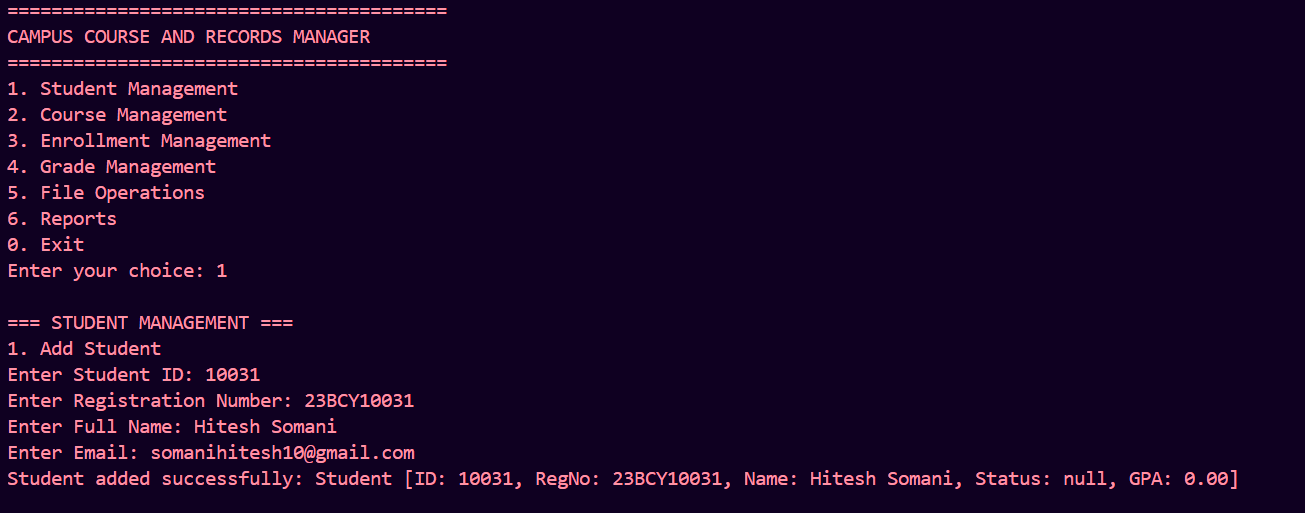 ========================================
CAMPUS COURSE AND RECORDS MANAGER
========================================
1. Student Management
2. Course Management
3. Enrollment Management
4. Grade Management
5. File Operations
6. Reports
0. Exit
Enter your choice: 1

=== STUDENT MANAGEMENT ===
1. Add Student
Enter Student ID: 10031
Enter Registration Number: 23BCY10031
Enter Full Name: Hitesh Somani
Enter Email: somanihitesh10@gmail.com
Student added successfully: Student [ID: 10031, RegNo: 23BCY10031, Name: Hitesh Somani, Status: null, GPA: 0.00]